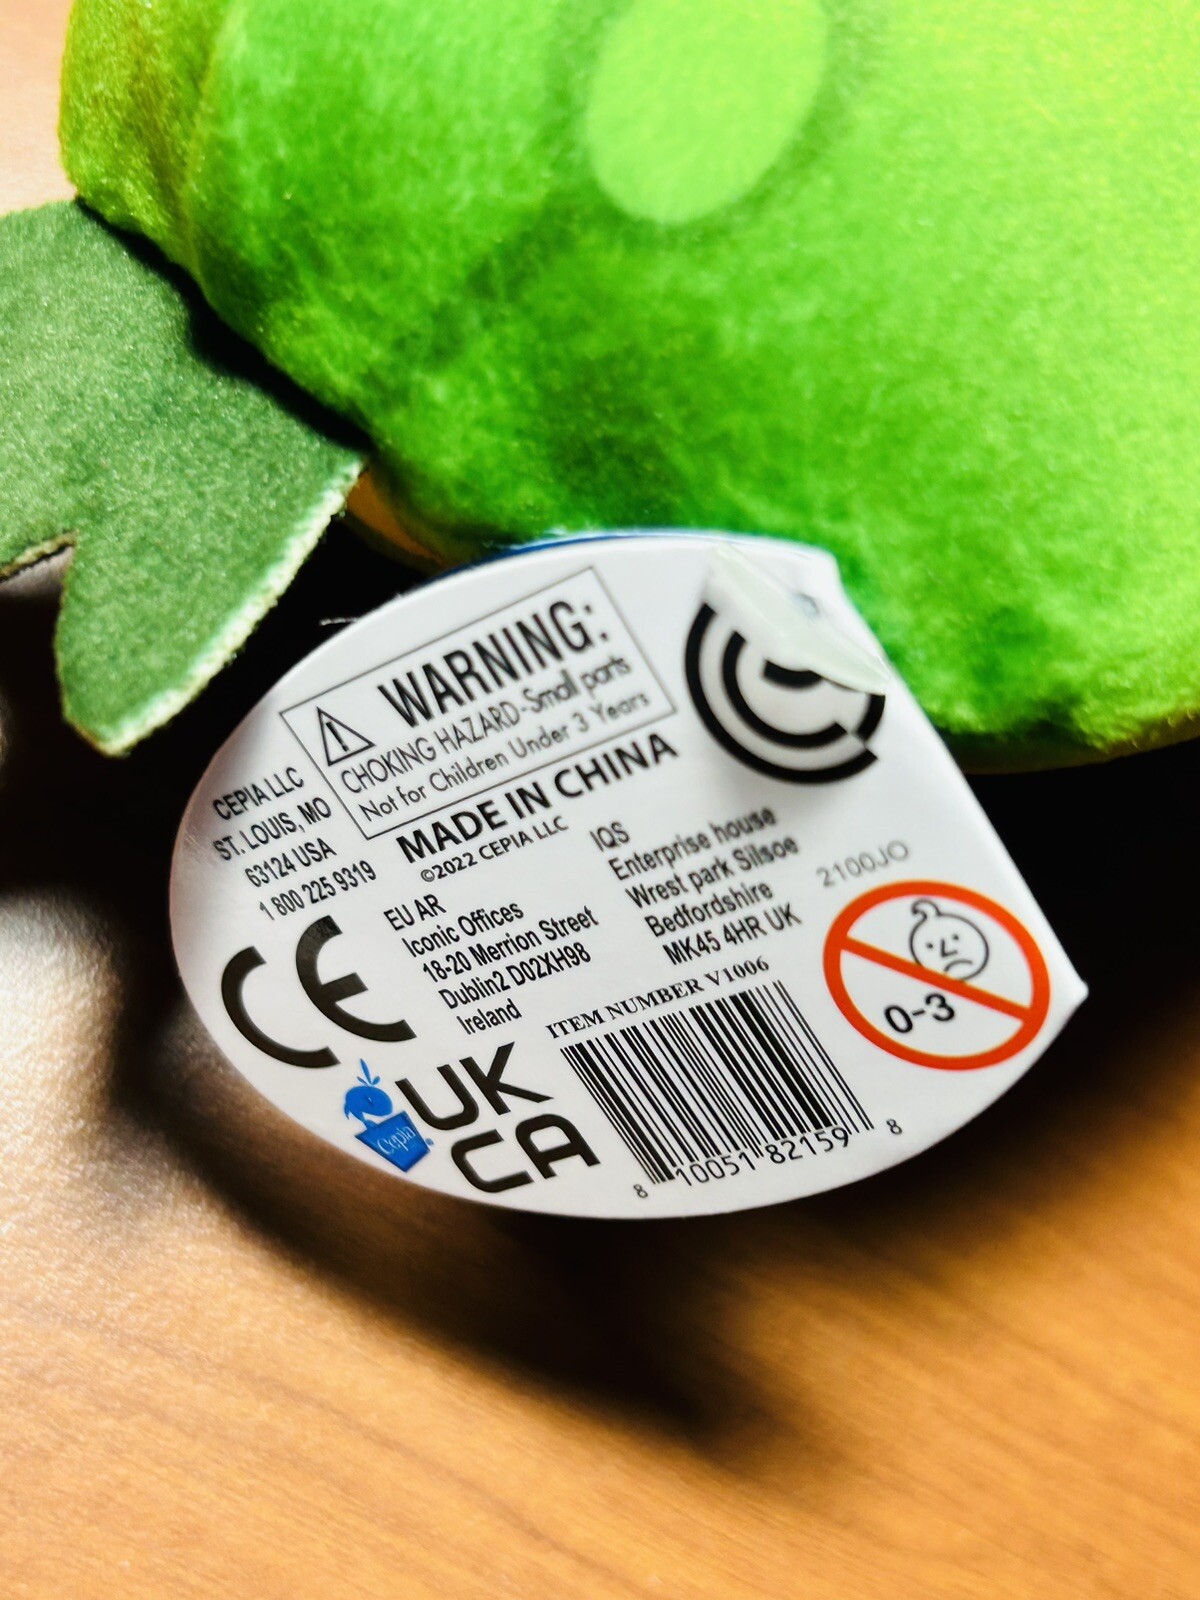 WARNING:
CHOKING HAZARD-Small parts
Not for Children Under 3 Years
MADE IN CHINA
©2022 CEPIA LLC
CEPIA LLC
ST. LOUIS, MO
63124 USA
1 800 225 9319
EU AR
Iconic Offices
18-20 Merrion Street
Dublin2 D02XH98
Ireland
IQS
Enterprise house
Wrest park Silsoe
Bedfordshire
MK45 4HR UK
2100JO
0-3
CE
UK
CA
Cepia
ITEM NUMBER V1006
8 10051 82159 8